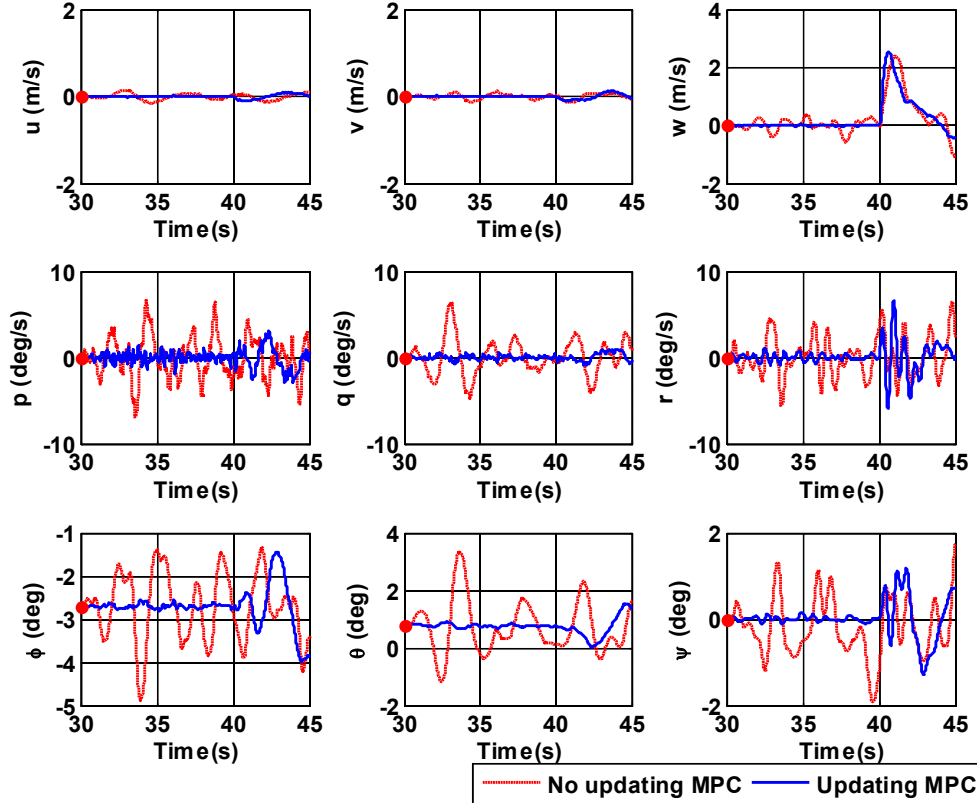 2
0
-2
u (m/s)
30 35 40 45
Time(s)
2
0
-2
v (m/s)
30 35 40 45
Time(s)
4
2
0
-2
w (m/s)
30 35 40 45
Time(s)
10
0
-10
p (deg/s)
30 35 40 45
Time(s)
10
0
-10
q (deg/s)
30 35 40 45
Time(s)
10
0
-10
r (deg/s)
30 35 40 45
Time(s)
-1
-2
-3
-4
-5
ϕ (deg)
30 35 40 45
Time(s)
4
2
0
-2
θ (deg)
30 35 40 45
Time(s)
2
0
-2
ψ (deg)
30 35 40 45
Time(s)
No updating MPC Updating MPC